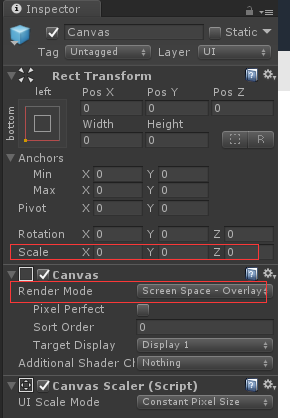 Inspector
Canvas Static
Tag Untagged Layer UI
Rect Transform
left Pos X Pos Y Pos Z
0 0 0
bottom Width Height
0 0 R
Anchors
Min X 0 Y 0
Max X 0 Y 0
Pivot X 0 Y 0
Rotation X 0 Y 0 Z 0
Scale X 0 Y 0 Z 0
Canvas
Render Mode Screen Space - Overlay
Pixel Perfect
Sort Order 0
Target Display Display 1
Additional Shader Ch Nothing
Canvas Scaler (Script)
UI Scale Mode Constant Pixel Size